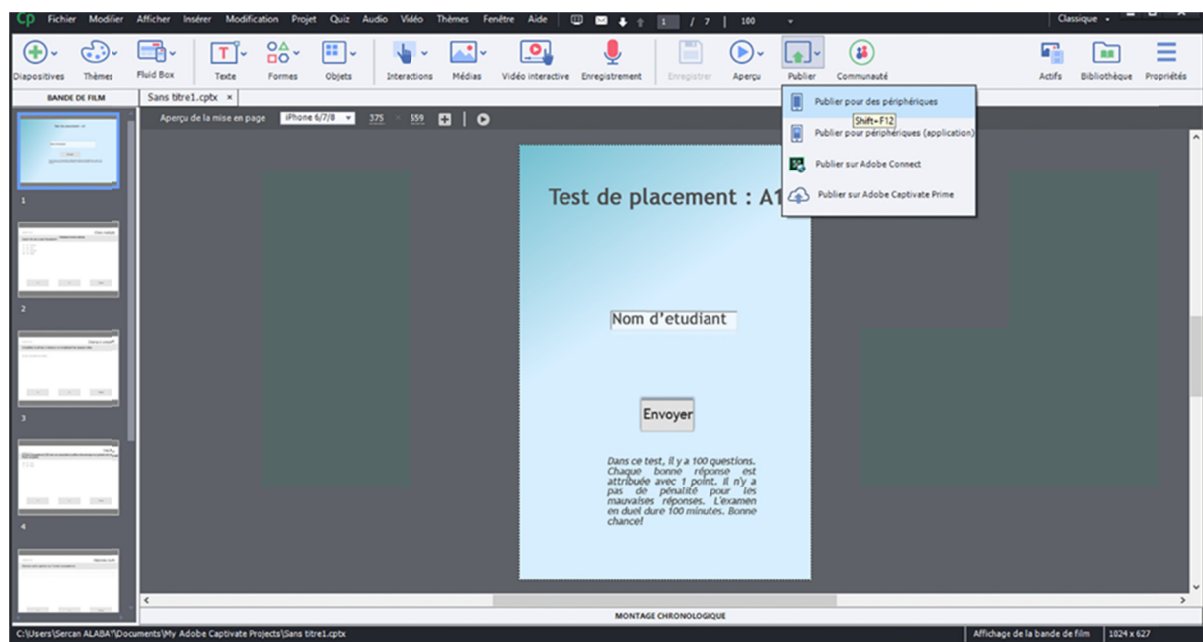 Cp Fichier Modifier Afficher Insérer Modification Projet Quiz Audio Vidéo Thèmes Fenêtre Aide 1 / 7 100 Classique
Diapositives Thèmes Fluid Box Texte Formes Objets Interations Médias Vidéo interactive Enregistrement Enregistrer Aperçu Publier Communauté Actifs Bibliothèque Propriétés
BANDE DE FILM Sans titre1.cptx ×
Aperçu de la mise en page iPhone 6/7/8 375 × 559
Publier pour des périphériques
Shift+F12
Publier pour périphériques (application)
Publier sur Adobe Connect
Publier sur Adobe Captivate Prime
1
2
3
4
Test de placement : A1
Nom d'etudiant
Envoyer
Dans ce test, il y a 100 questions.
Chaque bonne réponse est
attribuée avec 1 point. Il n'y a
pas de pénalité pour les
mauvaises réponses. L'examen
en duel dure 100 minutes. Bonne
chance!
MONTAGE CHRONOLOGIQUE
C:\Users\Sercan ALABAY\Documents\My Adobe Captivate Projects\Sans titre1.cptx Affichage de la bande de film 1024 x 627